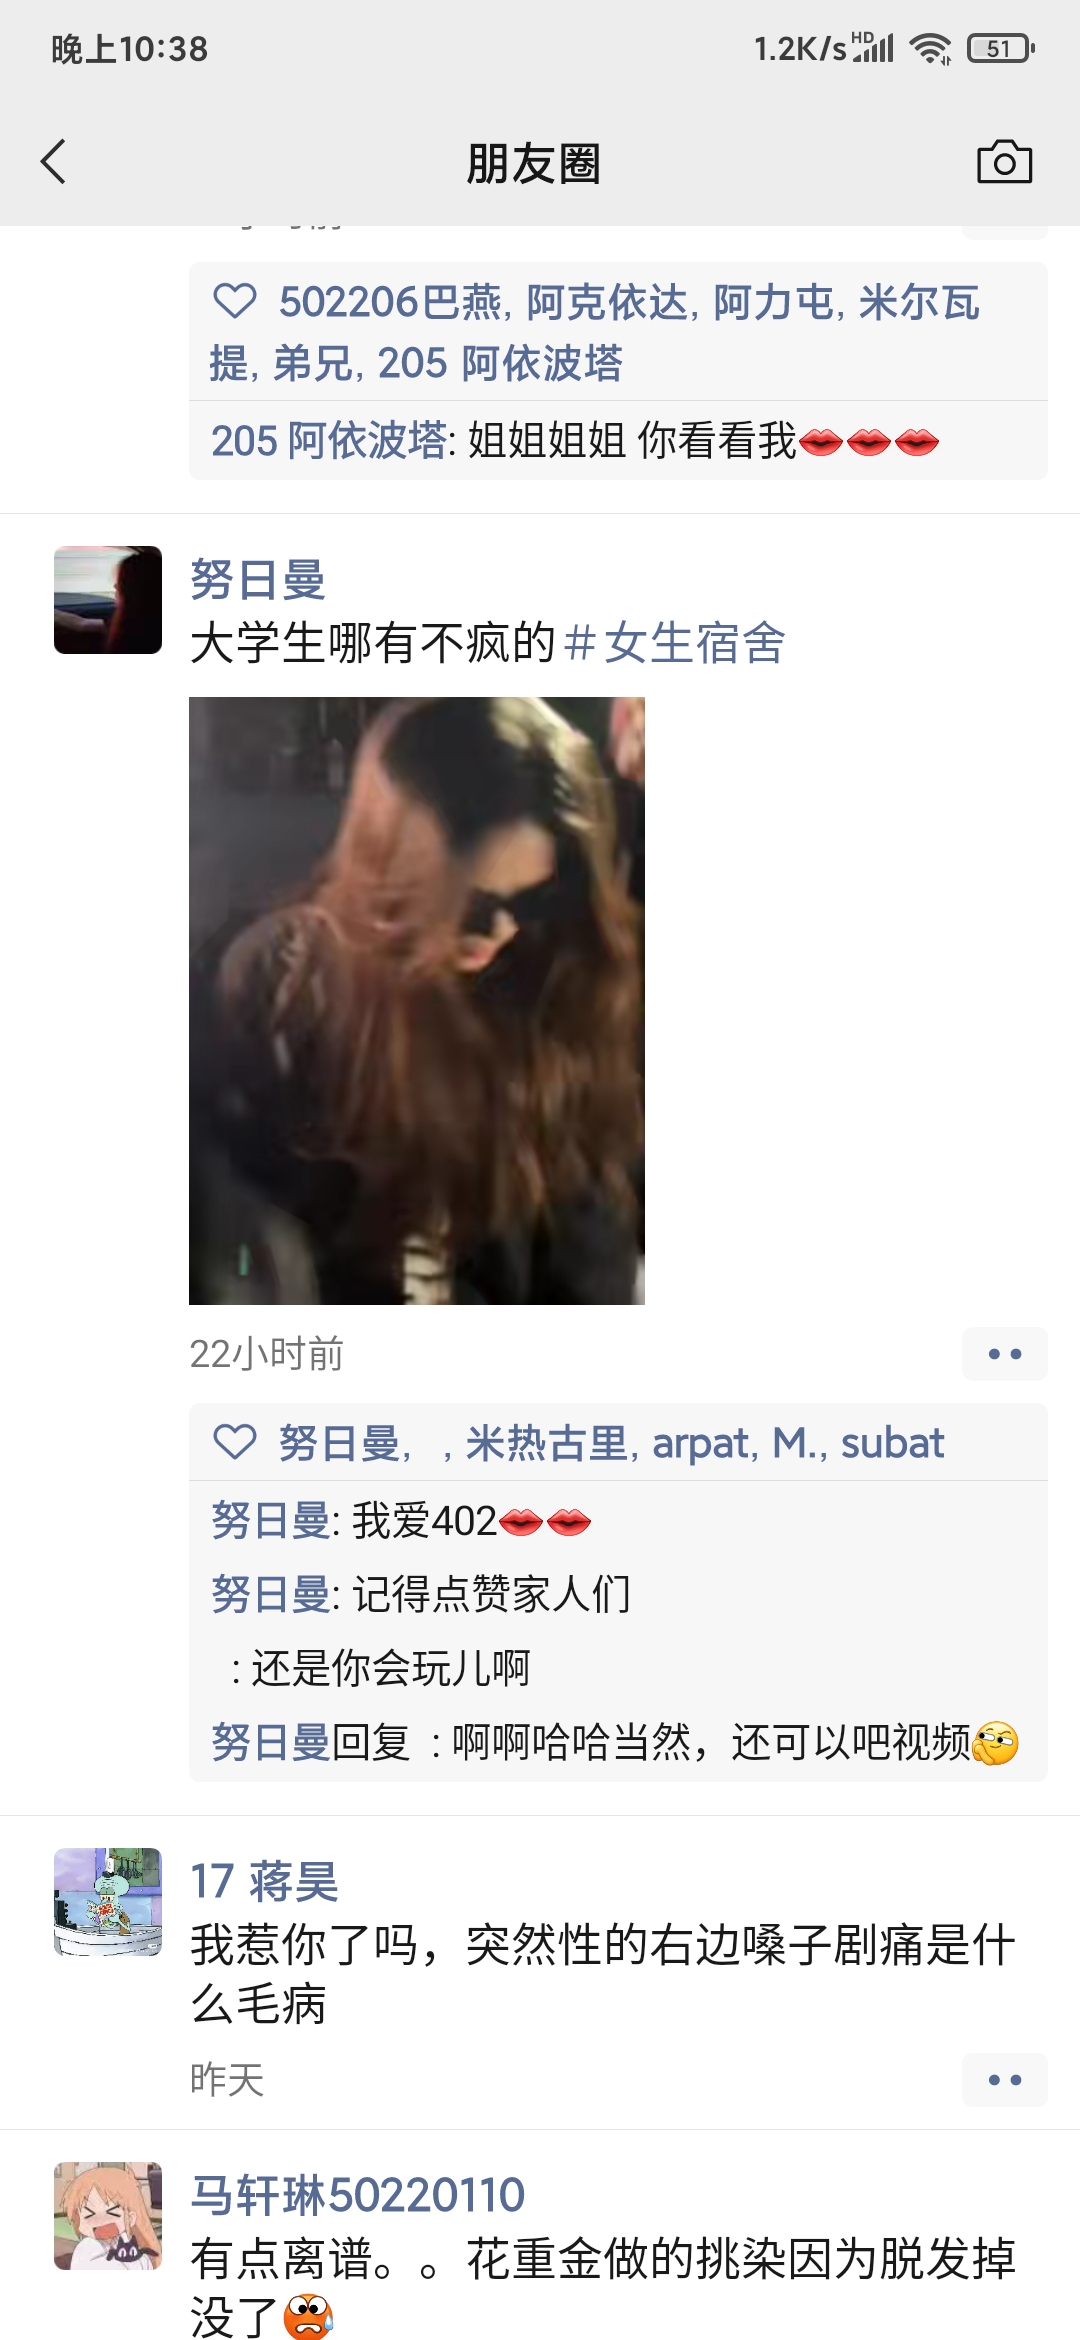 晚上10:38
1.2K/s HD 51
朋友圈
502206巴燕, 阿克依达, 阿力屯, 米尔瓦
提, 弟兄, 205 阿依波塔
205 阿依波塔: 姐姐姐姐 你看看我
努日曼
大学生哪有不疯的#女生宿舍
22小时前
努日曼, , 米热古里, arpat, M., subat
努日曼: 我爱402
努日曼: 记得点赞家人们
: 还是你会玩儿啊
努日曼回复 : 啊啊哈哈当然，还可以吧视频
17 蒋昊
我惹你了吗，突然性的右边嗓子剧痛是什
么毛病
昨天
马轩琳50220110
有点离谱。。花重金做的挑染因为脱发掉
没了